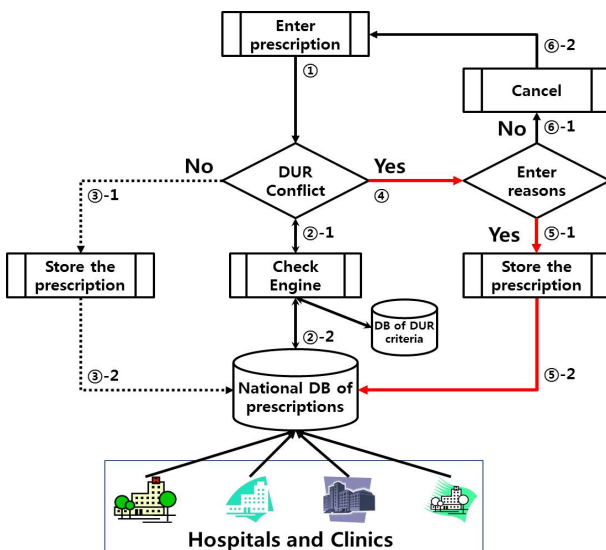 Enter
prescription
⑥-2
①
Cancel
No
⑥-1
No
DUR
Conflict
Yes
④
Enter
reasons
③-1
②-1
Yes
⑤-1
Store the
prescription
Check
Engine
Store the
prescription
DB of DUR
criteria
②-2
③-2
National DB of
prescriptions
⑤-2
Hospitals and Clinics